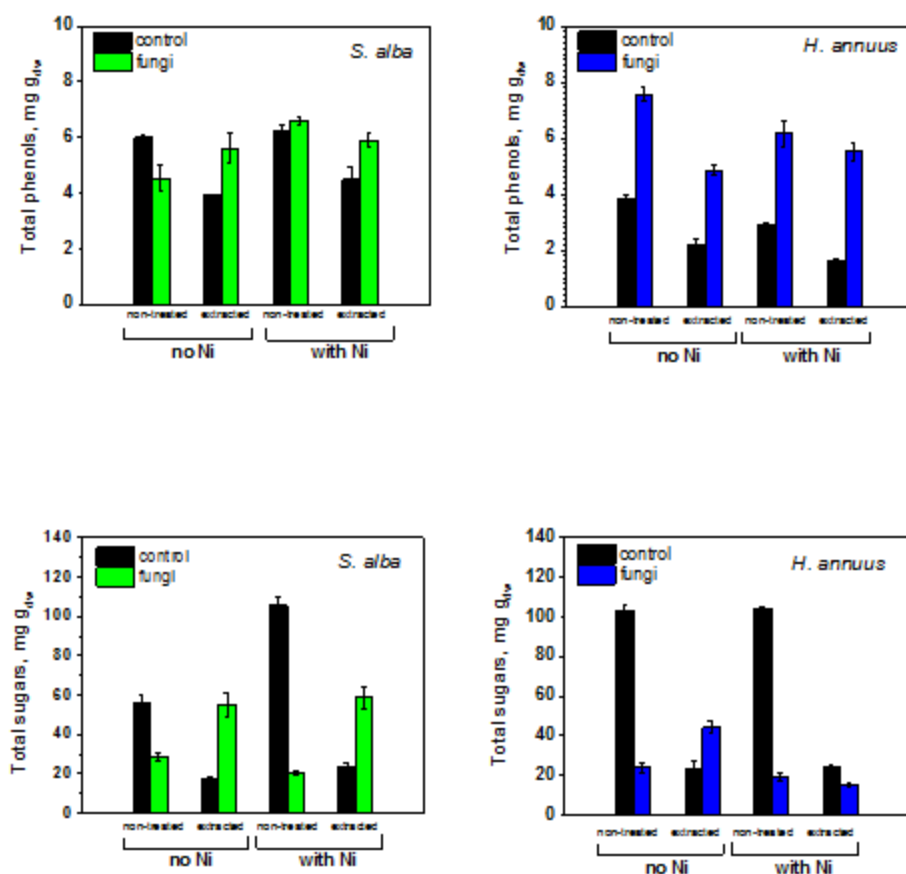 10
8
6
4
2
0
Total phenols, mg g_dw
control
fungi
S. alba
non-treated extracted non-treated extracted
no Ni with Ni
10
8
6
4
2
0
Total phenols, mg g_dw
control
fungi
H. annuus
non-treated extracted non-treated extracted
no Ni with Ni
140
120
100
80
60
40
20
0
Total sugars, mg g_dw
control
fungi
S. alba
non-treated extracted non-treated extracted
no Ni with Ni
140
120
100
80
60
40
20
0
Total sugars, mg g_dw
control
fungi
H. annuus
non-treated extracted non-treated extracted
no Ni with Ni